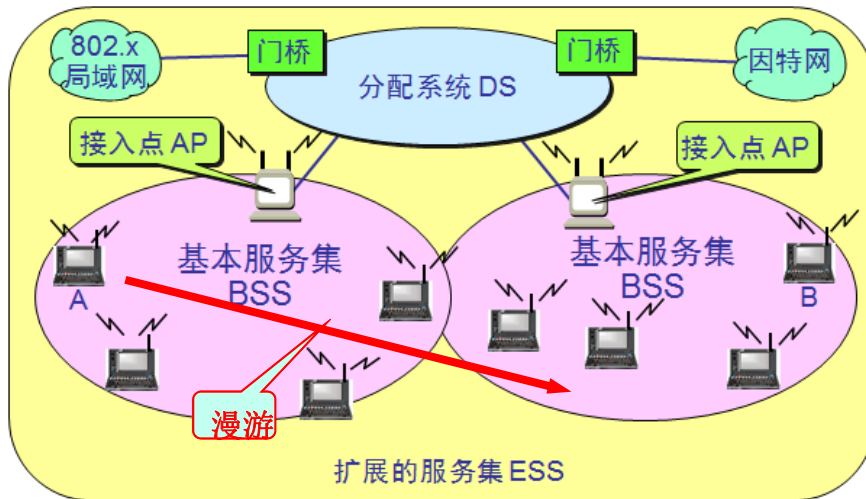 802.x
局域网
门桥
门桥
因特网
分配系统 DS
接入点 AP
接入点 AP
基本服务集
BSS
基本服务集
BSS
A
B
漫游
扩展的服务集 ESS